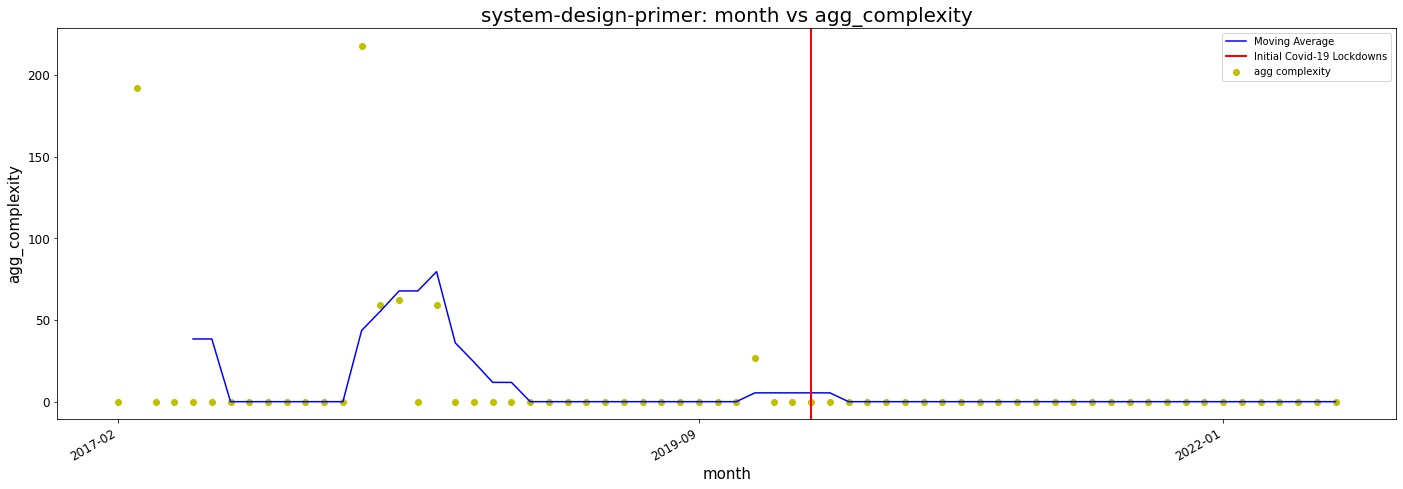 system-design-primer: month vs agg_complexity
Moving Average
Initial Covid-19 Lockdowns
agg complexity
200
150
100
50
0
agg_complexity
2017-02
2019-09
2022-01
month